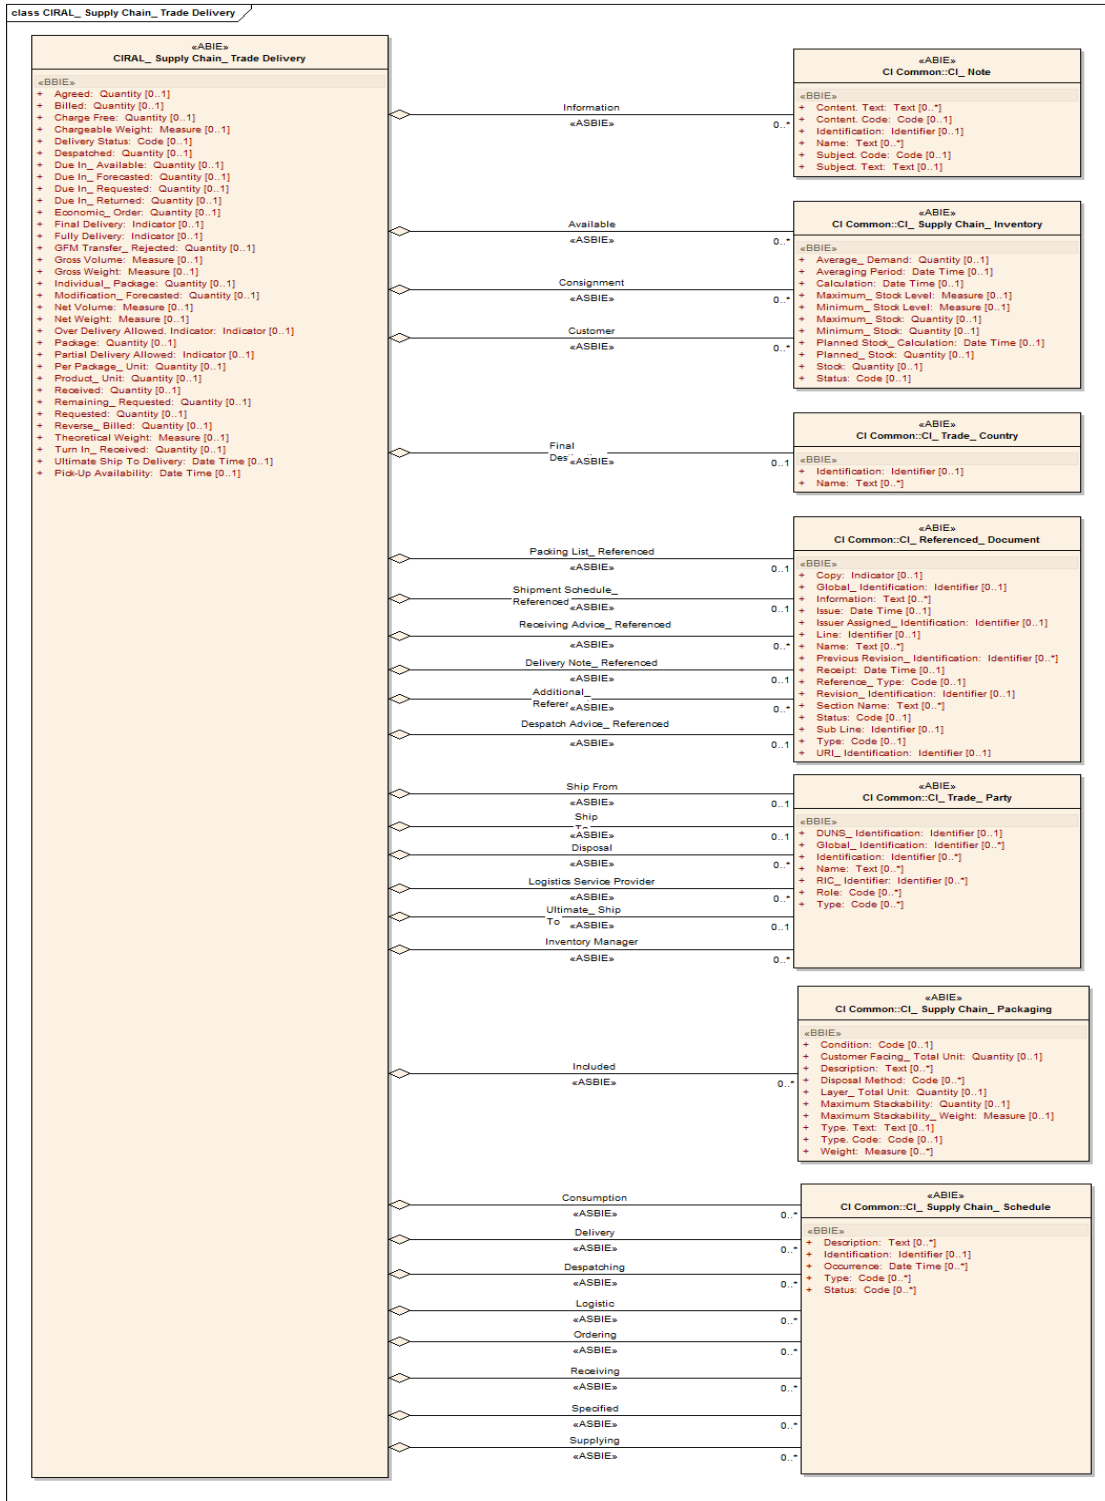 class CIRAL_ Supply Chain_ Trade Delivery
«ABIE»
CIRAL_ Supply Chain_ Trade Delivery
«BBIE»
+ Agreed: Quantity [0..1]
+ Billed: Quantity [0..1]
+ Charge Free: Quantity [0..1]
+ Chargeable Weight: Measure [0..1]
+ Delivery Status: Code [0..1]
+ Despatched: Quantity [0..1]
+ Due In_ Available: Quantity [0..1]
+ Due In_ Forecasted: Quantity [0..1]
+ Due In_ Requested: Quantity [0..1]
+ Due In_ Returned: Quantity [0..1]
+ Economic_ Order: Quantity [0..1]
+ Final Delivery: Indicator [0..1]
+ Fully Delivery: Indicator [0..1]
+ GFM Transfer_ Rejected: Quantity [0..1]
+ Gross Volume: Measure [0..1]
+ Gross Weight: Measure [0..1]
+ Individual_ Package: Quantity [0..1]
+ Modification_ Forecasted: Quantity [0..1]
+ Net Volume: Measure [0..1]
+ Net Weight: Measure [0..1]
+ Over Delivery Allowed. Indicator: Indicator [0..1]
+ Package: Quantity [0..1]
+ Partial Delivery Allowed: Indicator [0..1]
+ Per Package_ Unit: Quantity [0..1]
+ Product_ Unit: Quantity [0..1]
+ Received: Quantity [0..1]
+ Remaining_ Requested: Quantity [0..1]
+ Requested: Quantity [0..1]
+ Reverse_ Billed: Quantity [0..1]
+ Theoretical Weight: Measure [0..1]
+ Turn In_ Received: Quantity [0..1]
+ Ultimate Ship To Delivery: Date Time [0..1]
+ Pick-Up Availability: Date Time [0..1]
Information
«ASBIE»
0..*
«ABIE»
CI Common::CI_ Note
«BBIE»
+ Content. Text: Text [0..*]
+ Content. Code: Code [0..1]
+ Identification: Identifier [0..1]
+ Name: Text [0..*]
+ Subject. Code: Code [0..1]
+ Subject. Text: Text [0..1]
Available
«ASBIE»
0..*
Consignment
«ASBIE»
0..*
Customer
«ASBIE»
0..*
«ABIE»
CI Common::CI_ Supply Chain_ Inventory
«BBIE»
+ Average_ Demand: Quantity [0..1]
+ Averaging Period: Date Time [0..1]
+ Calculation: Date Time [0..1]
+ Maximum_ Stock Level: Measure [0..1]
+ Minimum_ Stock Level: Measure [0..1]
+ Maximum_ Stock: Quantity [0..1]
+ Minimum_ Stock: Quantity [0..1]
+ Planned Stock_ Calculation: Date Time [0..1]
+ Planned_ Stock: Quantity [0..1]
+ Stock: Quantity [0..1]
+ Status: Code [0..1]
Final
«ASBIE»
0..1
«ABIE»
CI Common::CI_ Trade_ Country
«BBIE»
+ Identification: Identifier [0..1]
+ Name: Text [0..*]
Packing List_ Referenced
«ASBIE»
0..1
Shipment Schedule_
Referenced
«ASBIE»
0..1
Receiving Advice_ Referenced
«ASBIE»
0..*
Delivery Note_ Referenced
«ASBIE»
0..1
Additional_
Referer
«ASBIE»
0..*
Despatch Advice_ Referenced
«ASBIE»
0..1
«ABIE»
CI Common::CI_ Referenced_ Document
«BBIE»
+ Copy: Indicator [0..1]
+ Global_ Identification: Identifier [0..1]
+ Information: Text [0..*]
+ Issue: Date Time [0..1]
+ Issuer Assigned_ Identification: Identifier [0..1]
+ Line: Identifier [0..1]
+ Name: Text [0..*]
+ Previous Revision_ Identification: Identifier [0..*]
+ Receipt: Date Time [0..1]
+ Reference_ Type: Code [0..1]
+ Revision_ Identification: Identifier [0..1]
+ Section Name: Text [0..*]
+ Status: Code [0..1]
+ Sub Line: Identifier [0..1]
+ Type: Code [0..1]
+ URI_ Identification: Identifier [0..1]
Ship From
«ASBIE»
0..1
Ship
«ASBIE»
0..1
Disposal
«ASBIE»
0..*
Logistics Service Provider
«ASBIE»
0..*
Ultimate_ Ship
To
«ASBIE»
0..1
Inventory Manager
«ASBIE»
0..*
«ABIE»
CI Common::CI_ Trade_ Party
«BBIE»
+ DUNS_ Identification: Identifier [0..1]
+ Global_ Identification: Identifier [0..*]
+ Identification: Identifier [0..*]
+ Name: Text [0..*]
+ RIC_ Identifier: Identifier [0..*]
+ Role: Code [0..*]
+ Type: Code [0..*]
Included
«ASBIE»
0..*
«ABIE»
CI Common::CI_ Supply Chain_ Packaging
«BBIE»
+ Condition: Code [0..1]
+ Customer Facing_ Total Unit: Quantity [0..1]
+ Description: Text [0..*]
+ Disposal Method: Code [0..*]
+ Layer_ Total Unit: Quantity [0..1]
+ Maximum Stackability: Quantity [0..1]
+ Maximum Stackability_ Weight: Measure [0..1]
+ Type. Text: Text [0..1]
+ Type. Code: Code [0..1]
+ Weight: Measure [0..*]
Consumption
«ASBIE»
0..*
Delivery
«ASBIE»
0..*
Despatching
«ASBIE»
0..*
Logistic
«ASBIE»
0..*
Ordering
«ASBIE»
0..*
Receiving
«ASBIE»
0..*
Specified
«ASBIE»
0..*
Supplying
«ASBIE»
0..*
«ABIE»
CI Common::CI_ Supply Chain_ Schedule
«BBIE»
+ Description: Text [0..*]
+ Identification: Identifier [0..1]
+ Occurrence: Date Time [0..*]
+ Type: Code [0..*]
+ Status: Code [0..*]